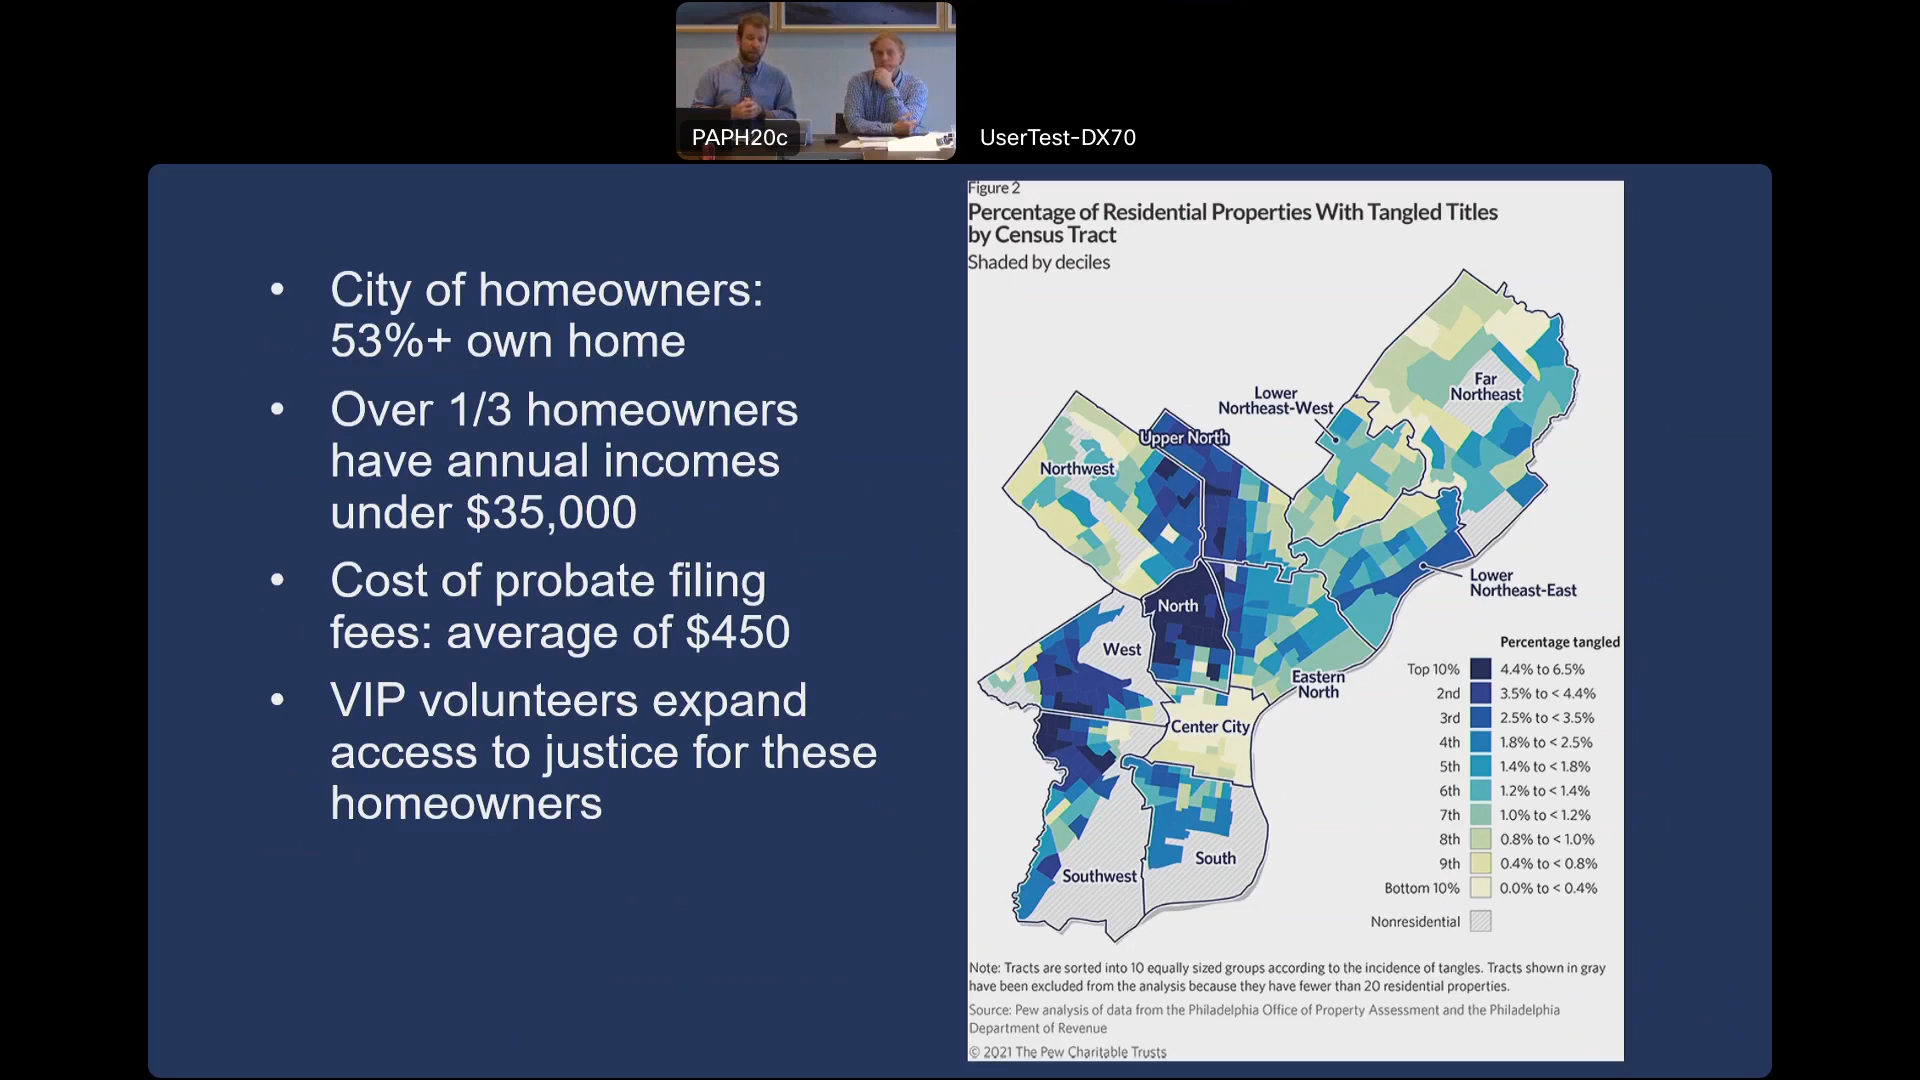 PAPH20c
UserTest-DX70
• City of homeowners:
53%+ own home
• Over 1/3 homeowners
have annual incomes
under $35,000
• Cost of probate filing
fees: average of $450
• VIP volunteers expand
access to justice for these
homeowners
Figure 2
Percentage of Residential Properties With Tangled Titles
by Census Tract
Shaded by deciles
Far
Northeast
Lower
Northeast-West
Upper North
Northwest
Lower
Northeast-East
North
West
Eastern
North
Center City
South
Southwest
Percentage tangled
Top 10% 4.4% to 6.5%
2nd 3.5% to < 4.4%
3rd 2.5% to < 3.5%
4th 1.8% to < 2.5%
5th 1.4% to < 1.8%
6th 1.2% to < 1.4%
7th 1.0% to < 1.2%
8th 0.8% to < 1.0%
9th 0.4% to < 0.8%
Bottom 10% 0.0% to < 0.4%
Nonresidential
Note: Tracts are sorted into 10 equally sized groups according to the incidence of tangles. Tracts shown in gray
have been excluded from the analysis because they have fewer than 20 residential properties.
Source: Pew analysis of data from the Philadelphia Office of Property Assessment and the Philadelphia
Department of Revenue
© 2021 The Pew Charitable Trusts